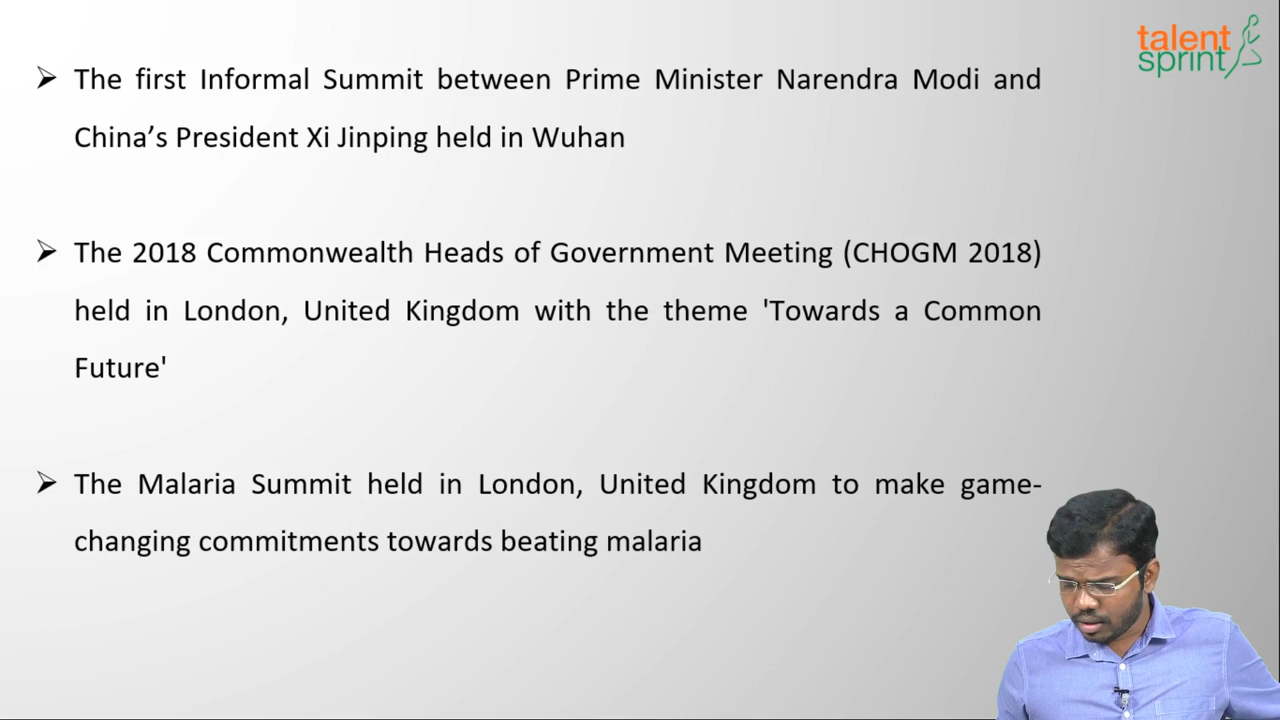 talent
sprint
➢ The first Informal Summit between Prime Minister Narendra Modi and
China’s President Xi Jinping held in Wuhan
➢ The 2018 Commonwealth Heads of Government Meeting (CHOGM 2018)
held in London, United Kingdom with the theme 'Towards a Common
Future'
➢ The Malaria Summit held in London, United Kingdom to make game-
changing commitments towards beating malaria